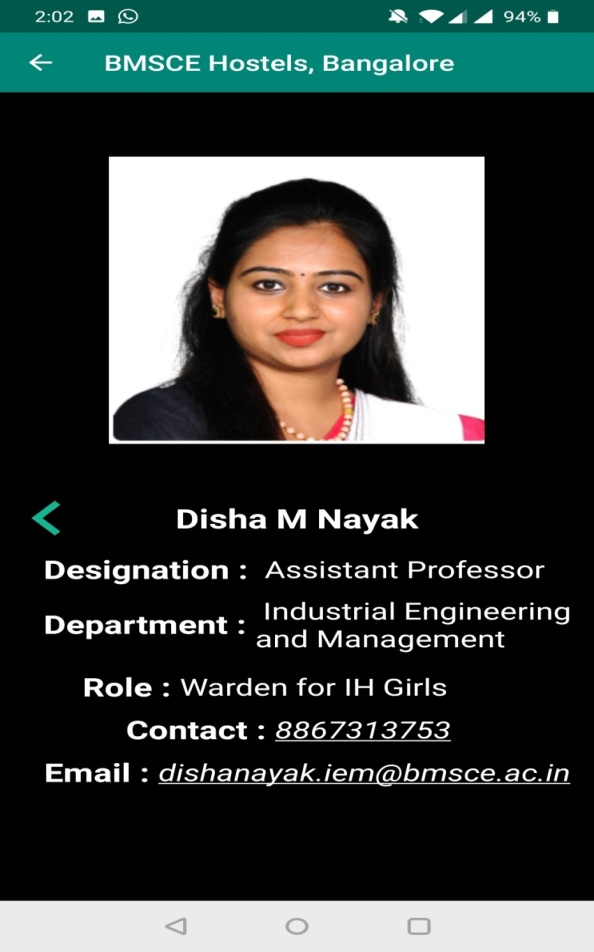 2:02
94%
BMSCE Hostels, Bangalore
Disha M Nayak
Designation : Assistant Professor
Department : Industrial Engineering
and Management
Role : Warden for IH Girls
Contact : 8867313753
Email : dishanayak.iem@bmsce.ac.in